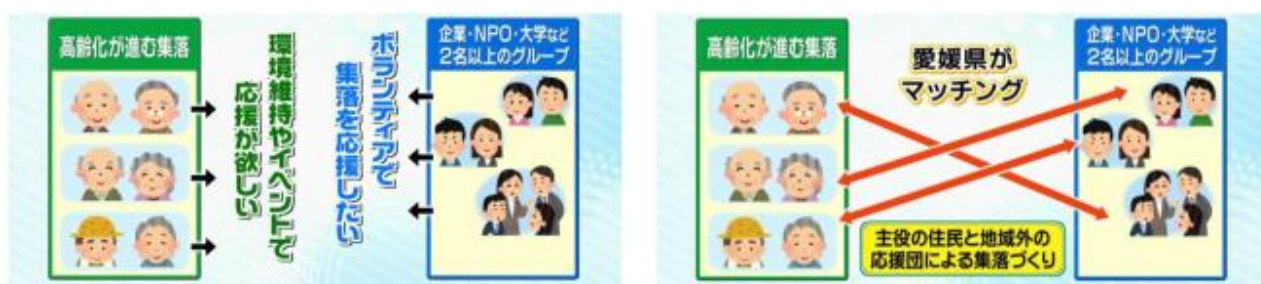 高齢化が進む集落
環境維持やイベントで
応援が欲しい
ボランティアで
集落を応援したい
企業・NPO・大学など
2名以上のグループ
高齢化が進む集落
愛媛県が
マッチング
企業・NPO・大学など
2名以上のグループ
主役の住民と地域外の
応援団による集落づくり